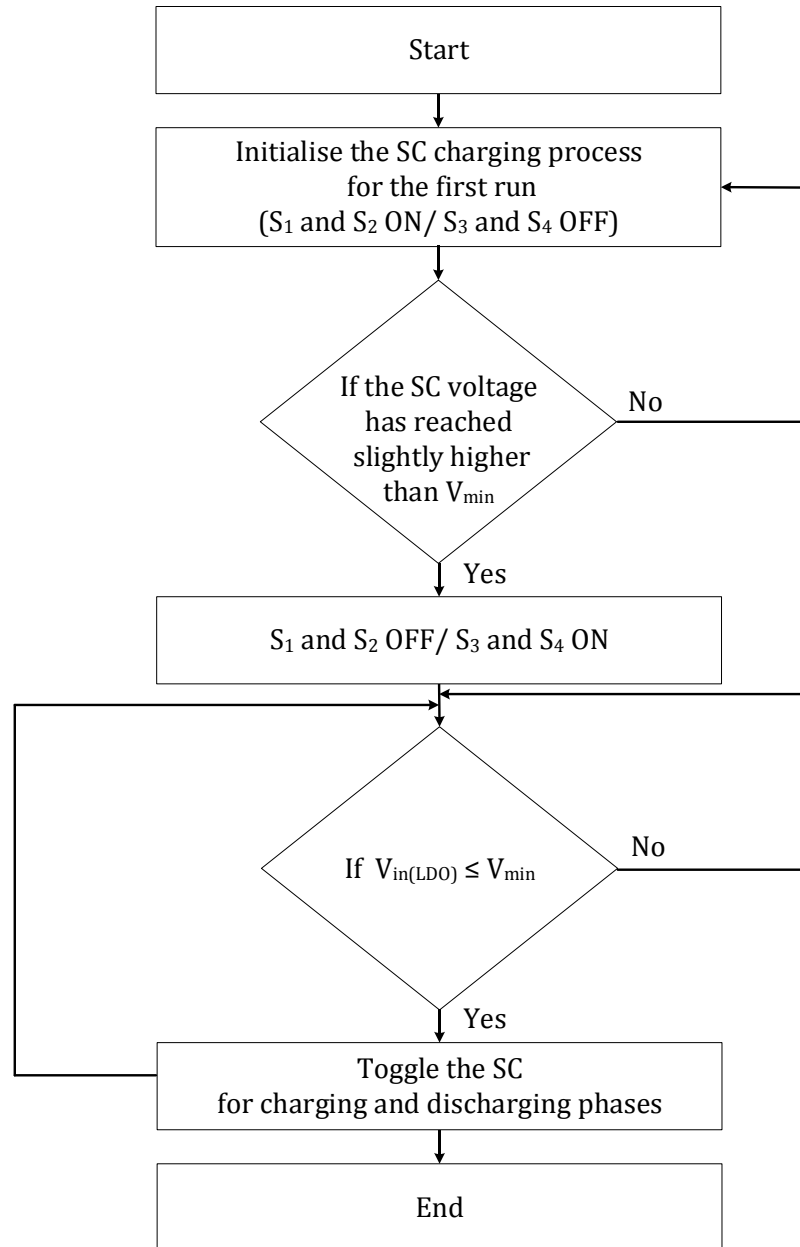 Start
Initialise the SC charging process
for the first run
(S₁ and S₂ ON/ S₃ and S₄ OFF)
If the SC voltage
has reached
slightly higher
than Vmin
No
Yes
S₁ and S₂ OFF/ S₃ and S₄ ON
If Vin(LDO) ≤ Vmin
No
Yes
Toggle the SC
for charging and discharging phases
End